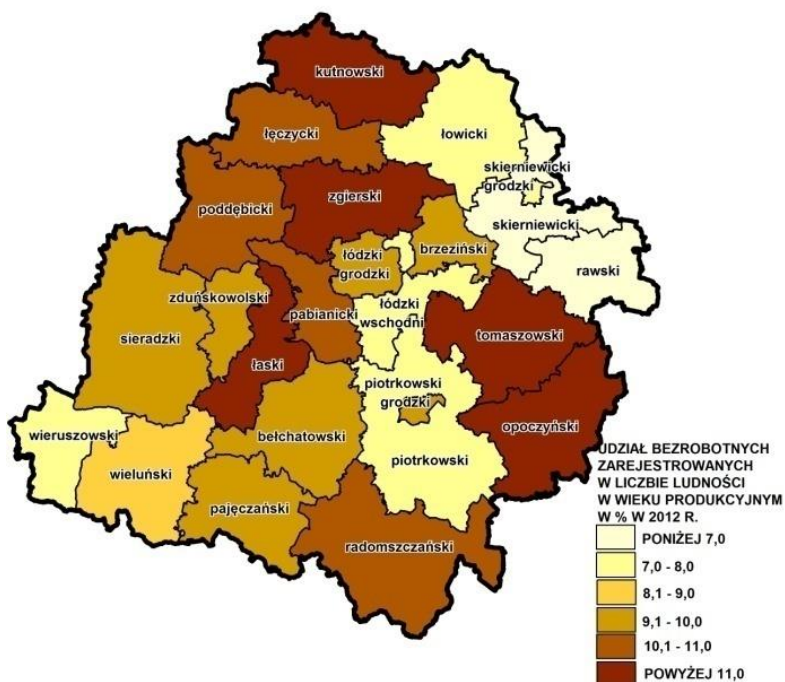 kutnowski
łęczycki
łowicki
skierniewicki
grodzki
zgierski
poddębicki
skierniewicki
łódzki
grodzki
brzeziński
rawski
zduńskowolski
pabianicki
łódzki
wschodni
sieradzki
tomaszowski
łaski
piotrkowski
grodzki
wieruszowski
bełchatowski
opoczyński
wieluński
piotrkowski
pajęczański
radomszczański
UDZIAŁ BEZROBOTNYCH
ZAREJESTROWANYCH
W LICZBIE LUDNOŚCI
W WIEKU PRODUKCYJNYM
W % W 2012 R.
PONIŻEJ 7,0
7,0 - 8,0
8,1 - 9,0
9,1 - 10,0
10,1 - 11,0
POWYŻEJ 11,0